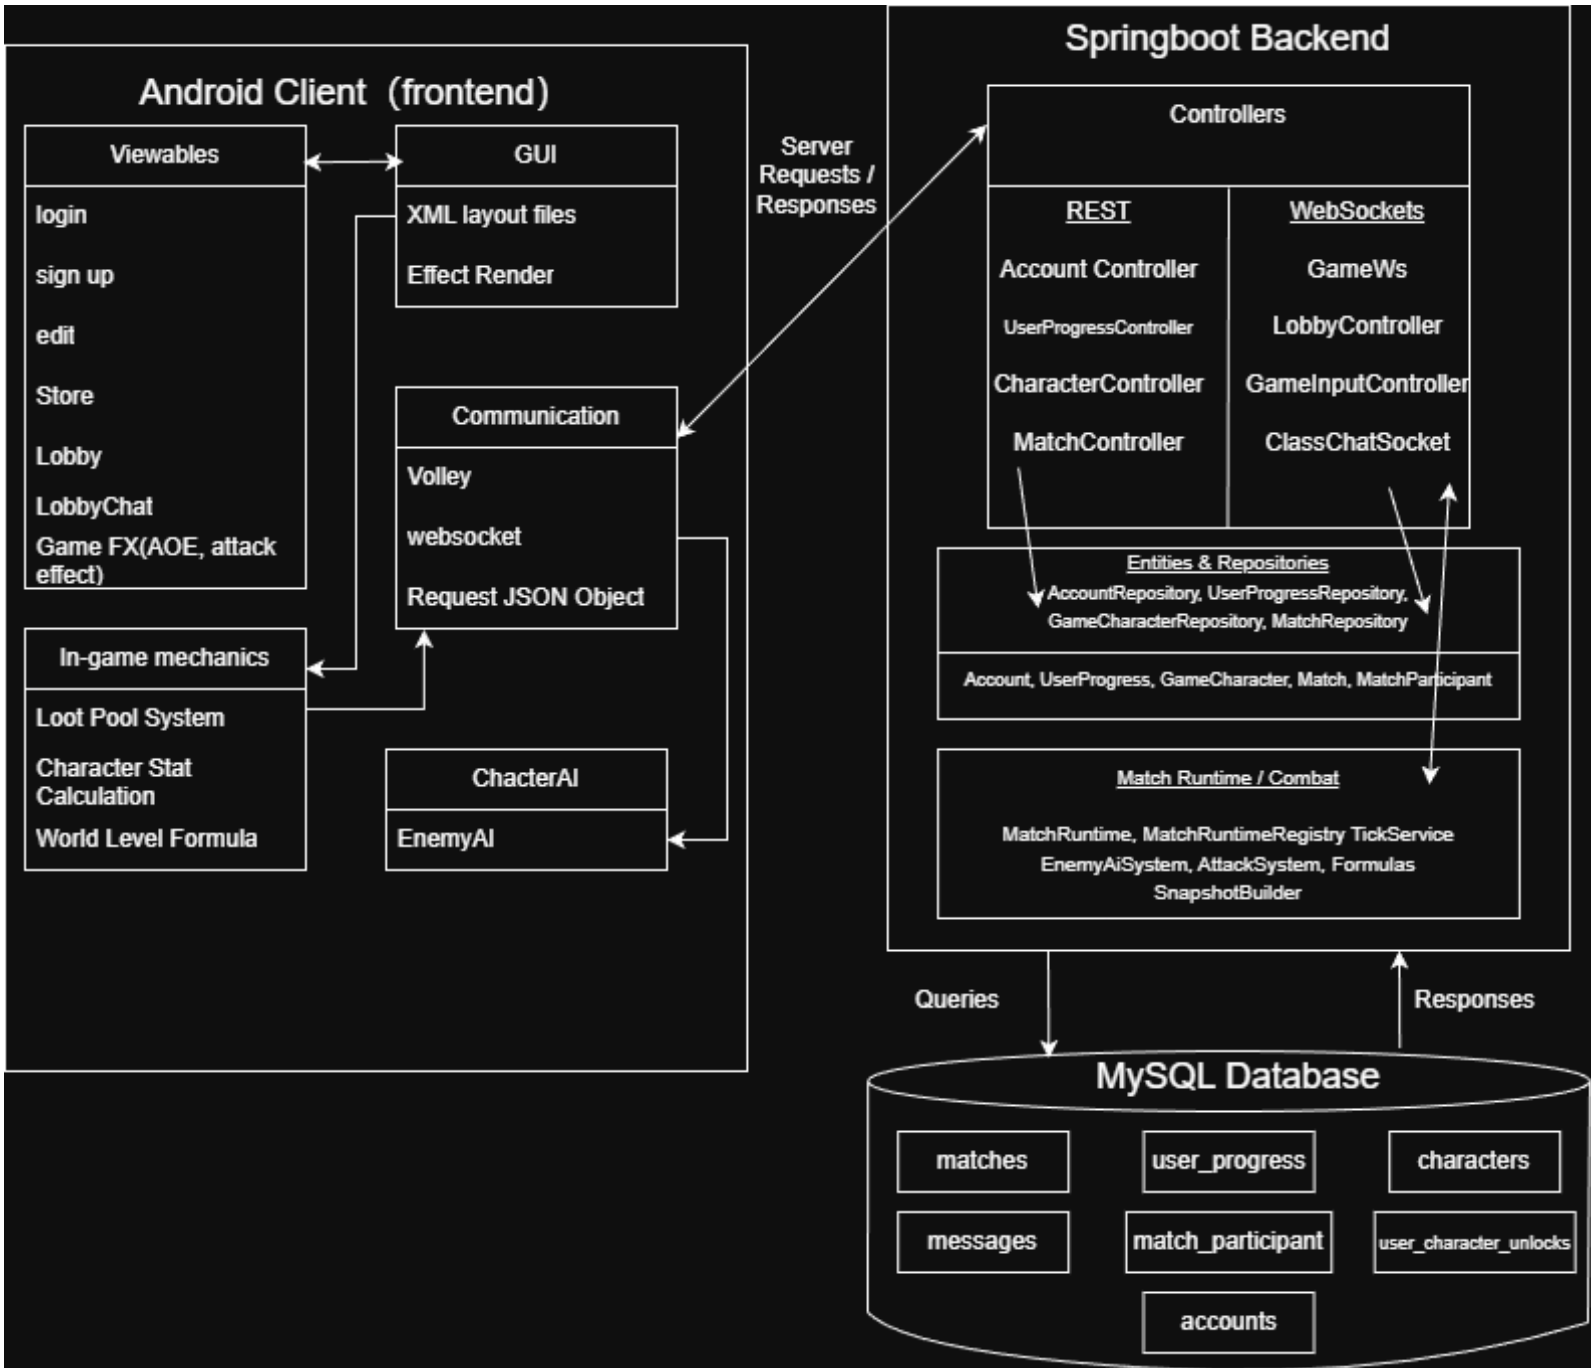 Android Client（frontend）
Viewables
login
sign up
edit
Store
Lobby
LobbyChat
Game FX(AOE, attack
effect)
GUI
XML layout files
Effect Render
Communication
Volley
websocket
Request JSON Object
In-game mechanics
Loot Pool System
Character Stat
Calculation
World Level Formula
ChacterAI
EnemyAI
Server
Requests /
Responses
Springboot Backend
Controllers
REST
Account Controller
UserProgressController
CharacterController
MatchController
WebSockets
GameWs
LobbyController
GameInputController
ClassChatSocket
Entities & Repositories
AccountRepository, UserProgressRepository,
GameCharacterRepository, MatchRepository
Account, UserProgress, GameCharacter, Match, MatchParticipant
Match Runtime / Combat
MatchRuntime, MatchRuntimeRegistry TickService
EnemyAiSystem, AttackSystem, Formulas
SnapshotBuilder
Queries
Responses
MySQL Database
matches
user_progress
characters
messages
match_participant
user_character_unlocks
accounts